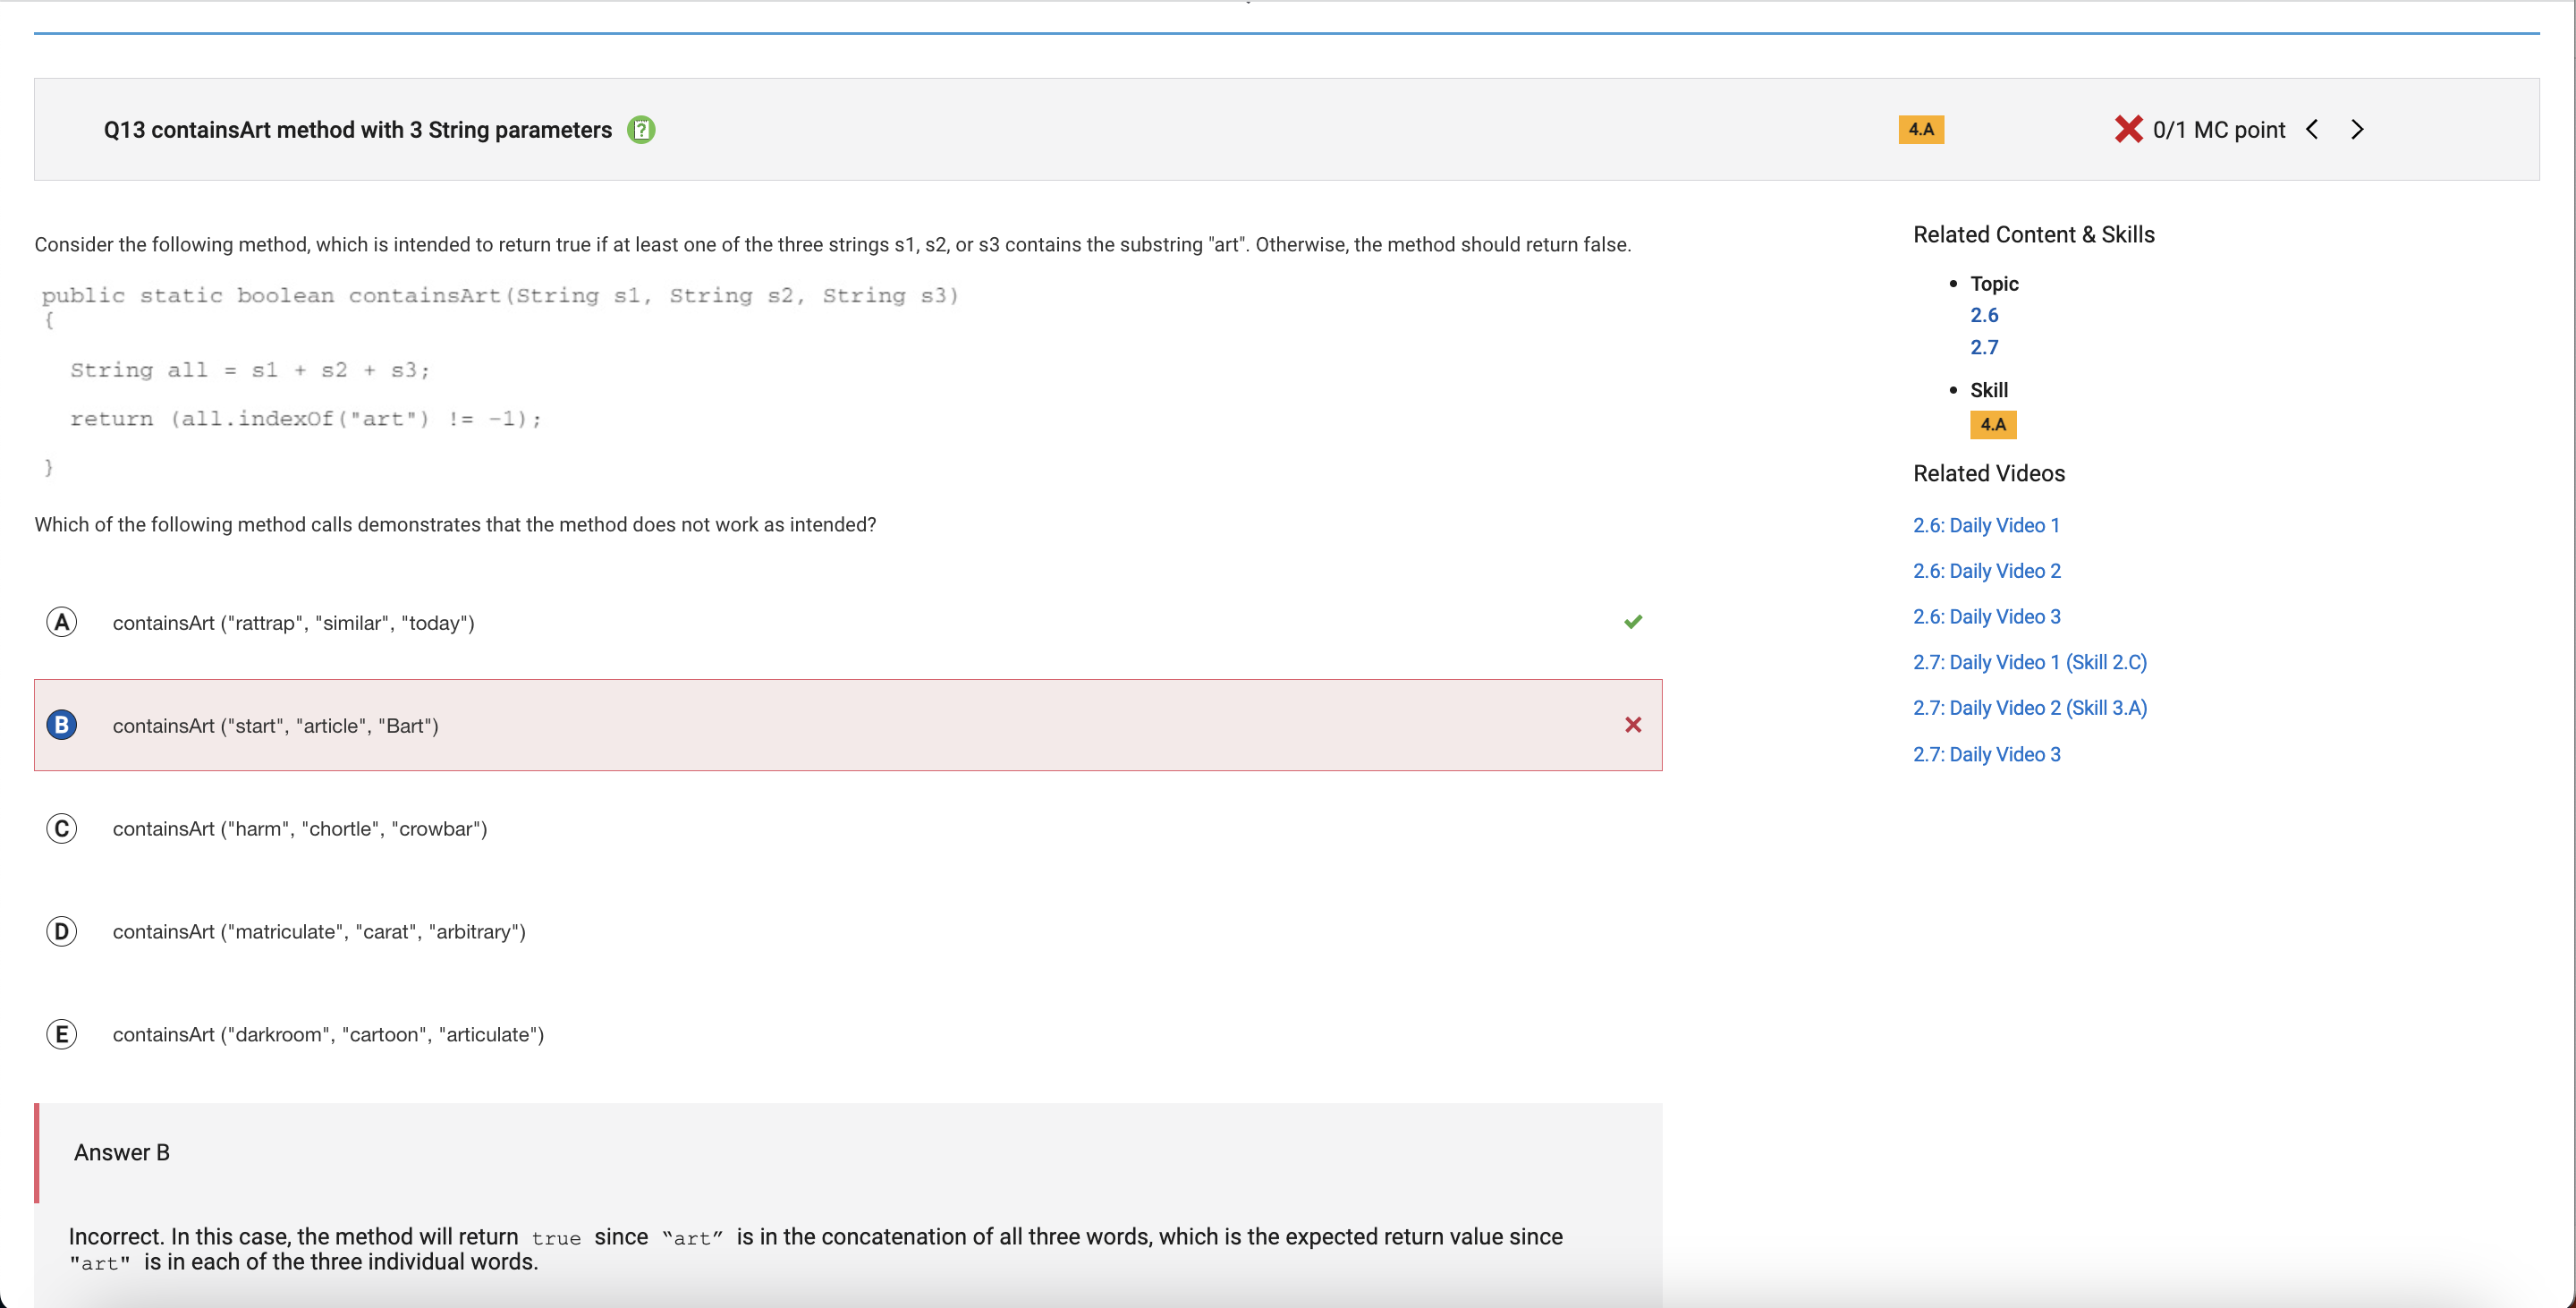 Q13 containsArt method with 3 String parameters
4.A
0/1 MC point
Consider the following method, which is intended to return true if at least one of the three strings s1, s2, or s3 contains the substring "art". Otherwise, the method should return false.
public static boolean containsArt(String s1, String s2, String s3)
{
String all = s1 + s2 + s3;
return (all.indexOf("art") != -1);
}
Which of the following method calls demonstrates that the method does not work as intended?
A containsArt ("rattrap", "similar", "today")
B containsArt ("start", "article", "Bart")
C containsArt ("harm", "chortle", "crowbar")
D containsArt ("matriculate", "carat", "arbitrary")
E containsArt ("darkroom", "cartoon", "articulate")
Answer B
Incorrect. In this case, the method will return true since “art” is in the concatenation of all three words, which is the expected return value since
"art" is in each of the three individual words.
Related Content & Skills
• Topic
2.6
2.7
• Skill
4.A
Related Videos
2.6: Daily Video 1
2.6: Daily Video 2
2.6: Daily Video 3
2.7: Daily Video 1 (Skill 2.C)
2.7: Daily Video 2 (Skill 3.A)
2.7: Daily Video 3